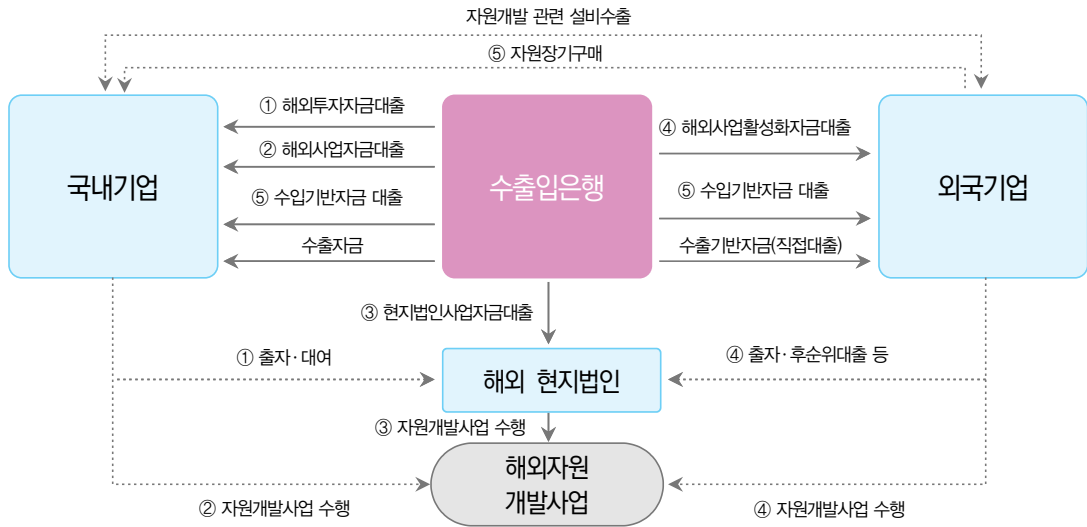 자원개발 관련 설비수출
⑤ 자원장기구매
① 해외투자자금대출
④ 해외사업활성화자금대출
② 해외사업자금대출
국내기업
수출입은행
외국기업
⑤ 수입기반자금 대출
⑤ 수입기반자금 대출
수출자금
수출기반자금(직접대출)
③ 현지법인사업자금대출
① 출자·대여
④ 출자·후순위대출 등
해외 현지법인
③ 자원개발사업 수행
해외자원
개발사업
② 자원개발사업 수행
④ 자원개발사업 수행